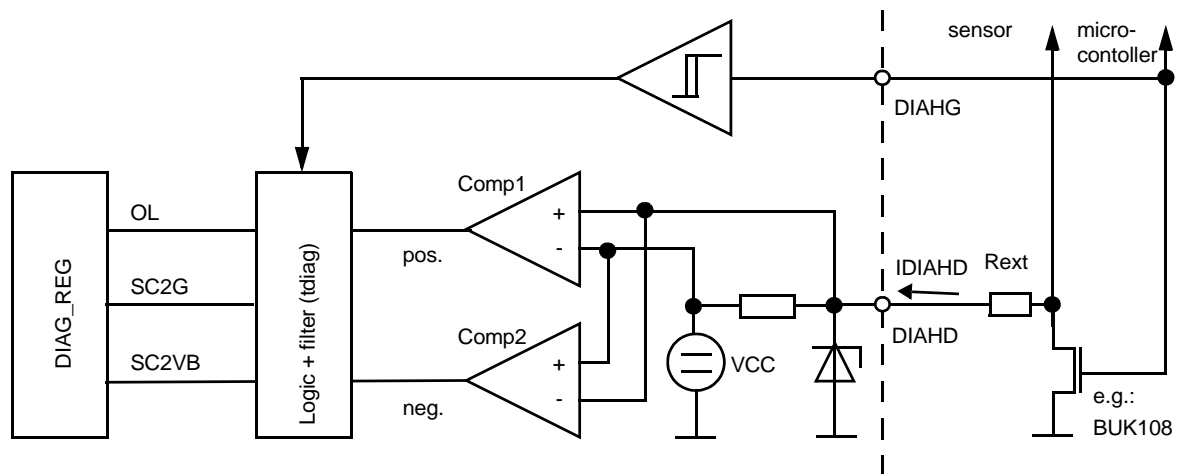 sensor
micro-
contoller
DIAHG
Comp1
+
-
OL
pos.
SC2G
DIAG_REG
Logic + filter (tdiag)
IDIAHD
Rext
DIAHD
Comp2
+
-
VCC
SC2VB
neg.
e.g.:
BUK108